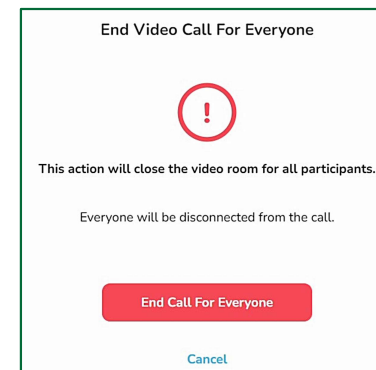 End Video Call For Everyone
!
This action will close the video room for all participants.
Everyone will be disconnected from the call.
End Call For Everyone
Cancel